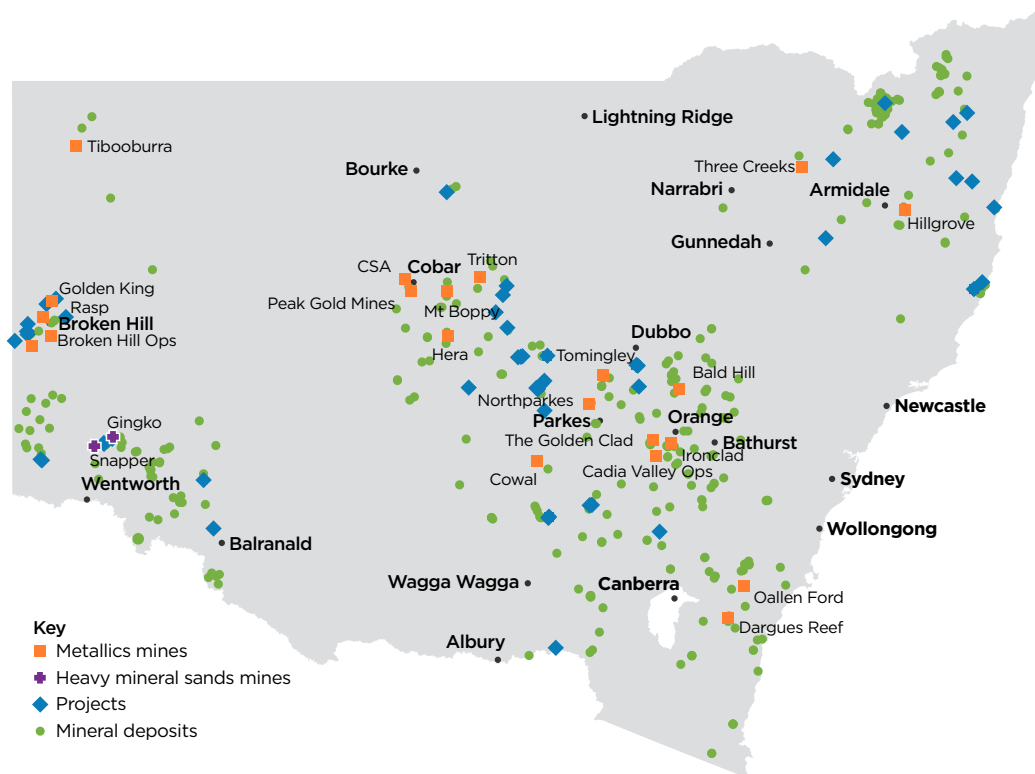 Lightning Ridge
Tibooburra
Bourke
Three Creeks
Narrabri
Armidale
Hillgrove
Gunnedah
Tritton
CSA
Cobar
Golden King
Peak Gold Mines
Rasp
Mt Boppy
Broken Hill
Broken Hill Ops
Dubbo
Hera
Tomingley
Bald Hill
Northparkes
Newcastle
Parkes
Orange
Gingko
The Golden Clad
Bathurst
Snapper
Ironclad
Cadia Valley Ops
Cowal
Sydney
Wentworth
Wollongong
Balranald
Wagga Wagga
Canberra
Oallen Ford
Dargues Reef
Albury
Key
Metallics mines
Heavy mineral sands mines
Projects
Mineral deposits